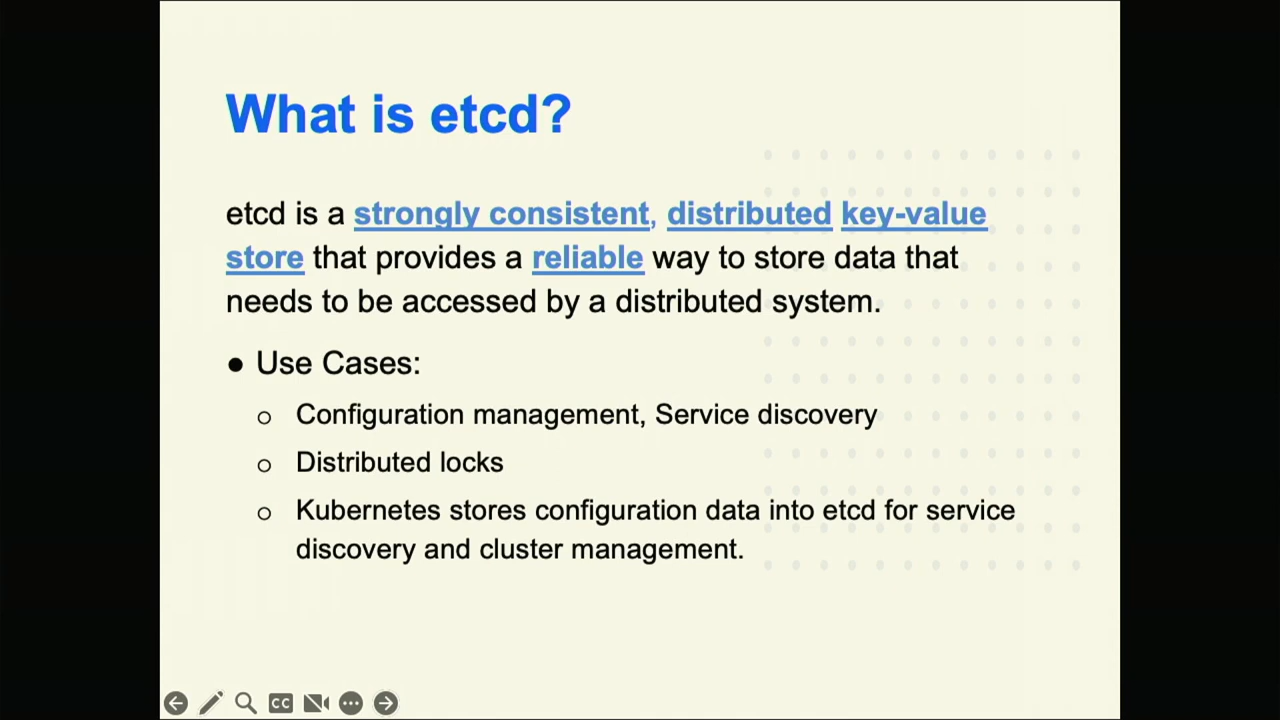 What is etcd?
etcd is a strongly consistent, distributed key-value
store that provides a reliable way to store data that
needs to be accessed by a distributed system.
● Use Cases:
o Configuration management, Service discovery
o Distributed locks
o Kubernetes stores configuration data into etcd for service
discovery and cluster management.
CC